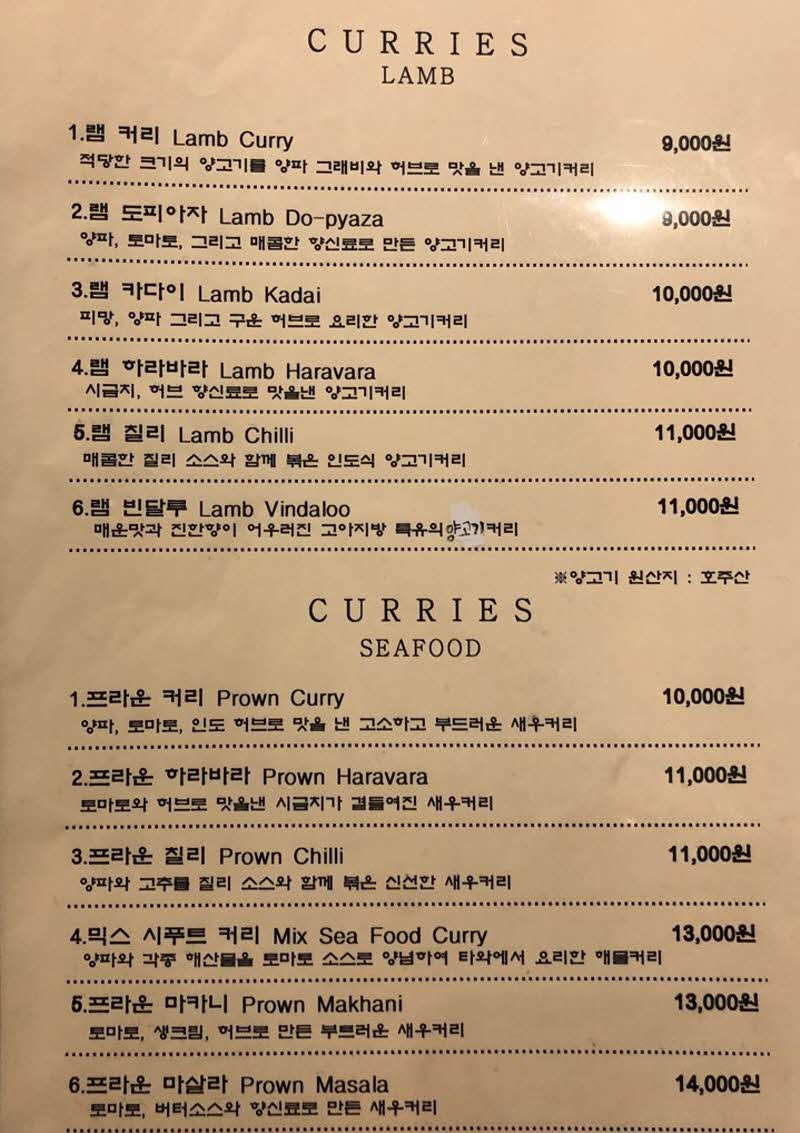 CURRIES
LAMB
1.램 커리 Lamb Curry 9,000원
적당한 크기의 양고기를 양파 그래비와 허브로 맛을 낸 양고기커리
2.램 도피아자 Lamb Do-pyaza 9,000원
양파, 토마토, 그리고 매콤한 향신료로 만든 양고기커리
3.램 카다이 Lamb Kadai 10,000원
피망, 양파 그리고 구운 허브로 요리한 양고기커리
4.램 하라바라 Lamb Haravara 10,000원
시금치, 허브 향신료로 맛을낸 양고기커리
5.램 칠리 Lamb Chilli 11,000원
매콤한 칠리 소스와 함께 볶은 인도식 양고기커리
6.램 빈달루 Lamb Vindaloo 11,000원
매운맛과 진한향이 어우러진 고아지방 특유의양고기커리
※양고기 원산지 : 호주산
CURRIES
SEAFOOD
1.프라운 커리 Prown Curry 10,000원
양파, 토마토, 인도 허브로 맛을 낸 고소하고 부드러운 새우커리
2.프라운 하라바라 Prown Haravara 11,000원
토마토와 허브로 맛을낸 시금치가 곁들여진 새우커리
3.프라운 칠리 Prown Chilli 11,000원
양파와 고추를 칠리 소스와 함께 볶은 신선한 새우커리
4.믹스 시푸트 커리 Mix Sea Food Curry 13,000원
양파와 각종 해산물을 토마토 소스로 양념하여 타와에서 요리한 해물커리
5.프라운 마카니 Prown Makhani 13,000원
토마토, 생크림, 허브로 만든 부트러운 새우커리
6.프라운 마살라 Prown Masala 14,000원
토마토, 버터소스와 향신료로 만든 새우커리